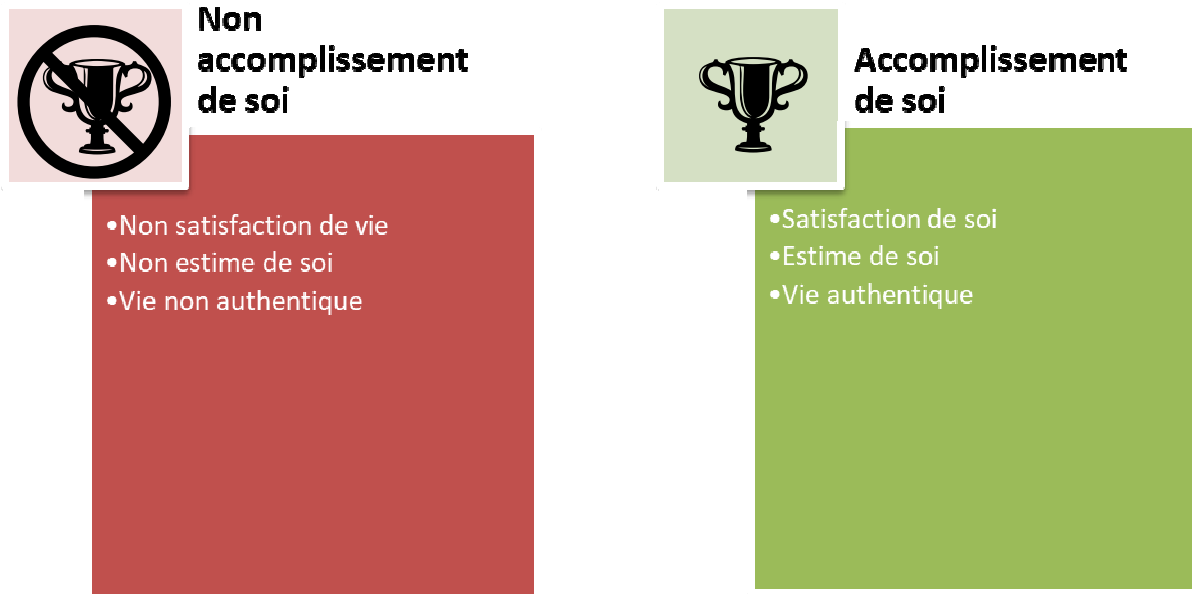 Non
accomplissement
de soi
•Non satisfaction de vie
•Non estime de soi
•Vie non authentique
Accomplissement
de soi
•Satisfaction de soi
•Estime de soi
•Vie authentique